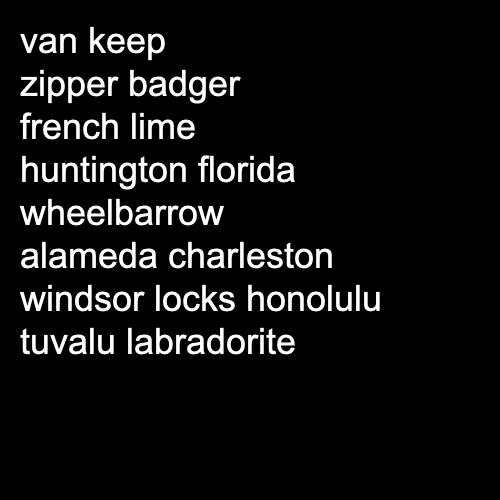 van keep
zipper badger
french lime
huntington florida
wheelbarrow
alameda charleston
windsor locks honolulu
tuvalu labradorite